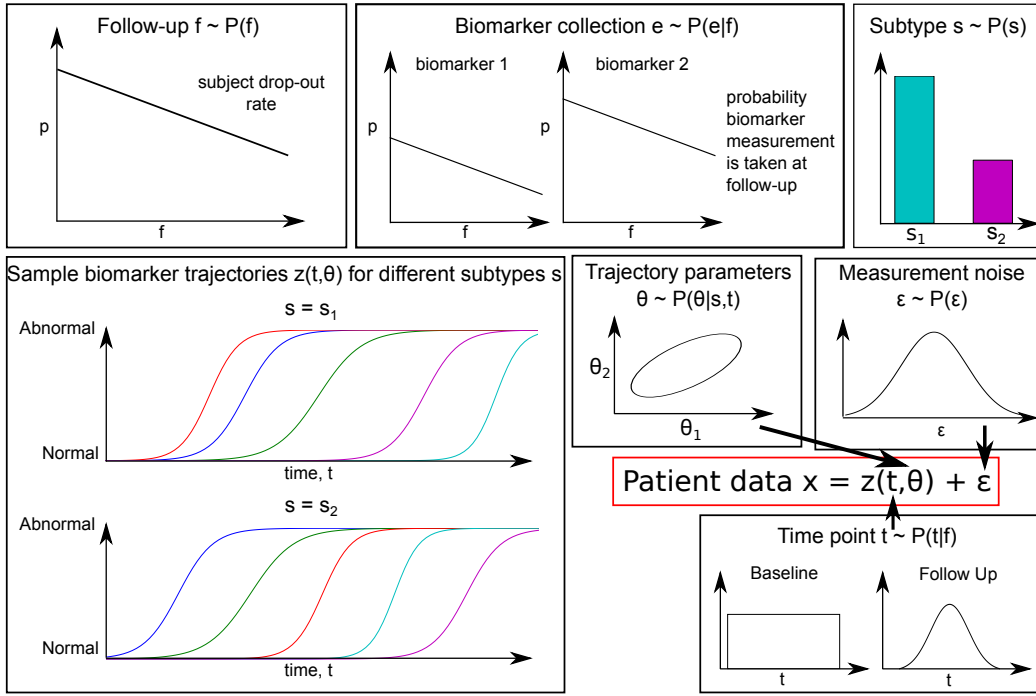 Follow-up f ~ P(f)
subject drop-out
rate
p
f
Biomarker collection e ~ P(e|f)
biomarker 1
biomarker 2
p
probability
biomarker
measurement
is taken at
follow-up
f
f
Subtype s ~ P(s)
s₁
s₂
Sample biomarker trajectories z(t,θ) for different subtypes s
s = s₁
Abnormal
Normal
time, t
s = s₂
Abnormal
Normal
time, t
Trajectory parameters
θ ~ P(θ|s,t)
θ₂
θ₁
Measurement noise
ε ~ P(ε)
ε
Patient data x = z(t,θ) + ε
Time point t ~ P(t|f)
Baseline
Follow Up
t
t